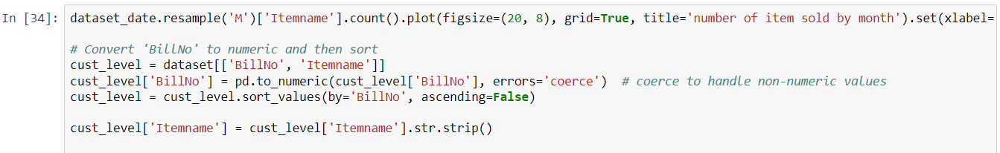 In [34]: dataset_date.resample('M')['Itemname'].count().plot(figsize=(20, 8), grid=True, title='number of item sold by month').set(xlabel=
# Convert 'BillNo' to numeric and then sort
cust_level = dataset[['BillNo', 'Itemname']]
cust_level['BillNo'] = pd.to_numeric(cust_level['BillNo'], errors='coerce')  # coerce to handle non-numeric values
cust_level = cust_level.sort_values(by='BillNo', ascending=False)
cust_level['Itemname'] = cust_level['Itemname'].str.strip()